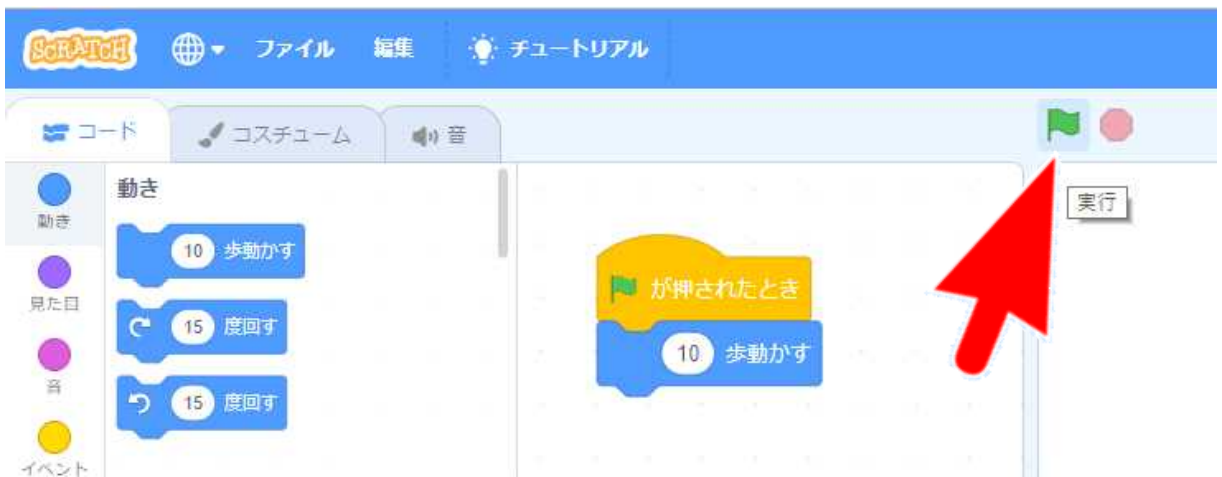 SCRATCH ファイル 編集 チュートリアル
コード コスチューム 音
動き
見た目
音
イベント
動き
10 歩動かす
15 度回す
15 度回す
が押されたとき
10 歩動かす
実行